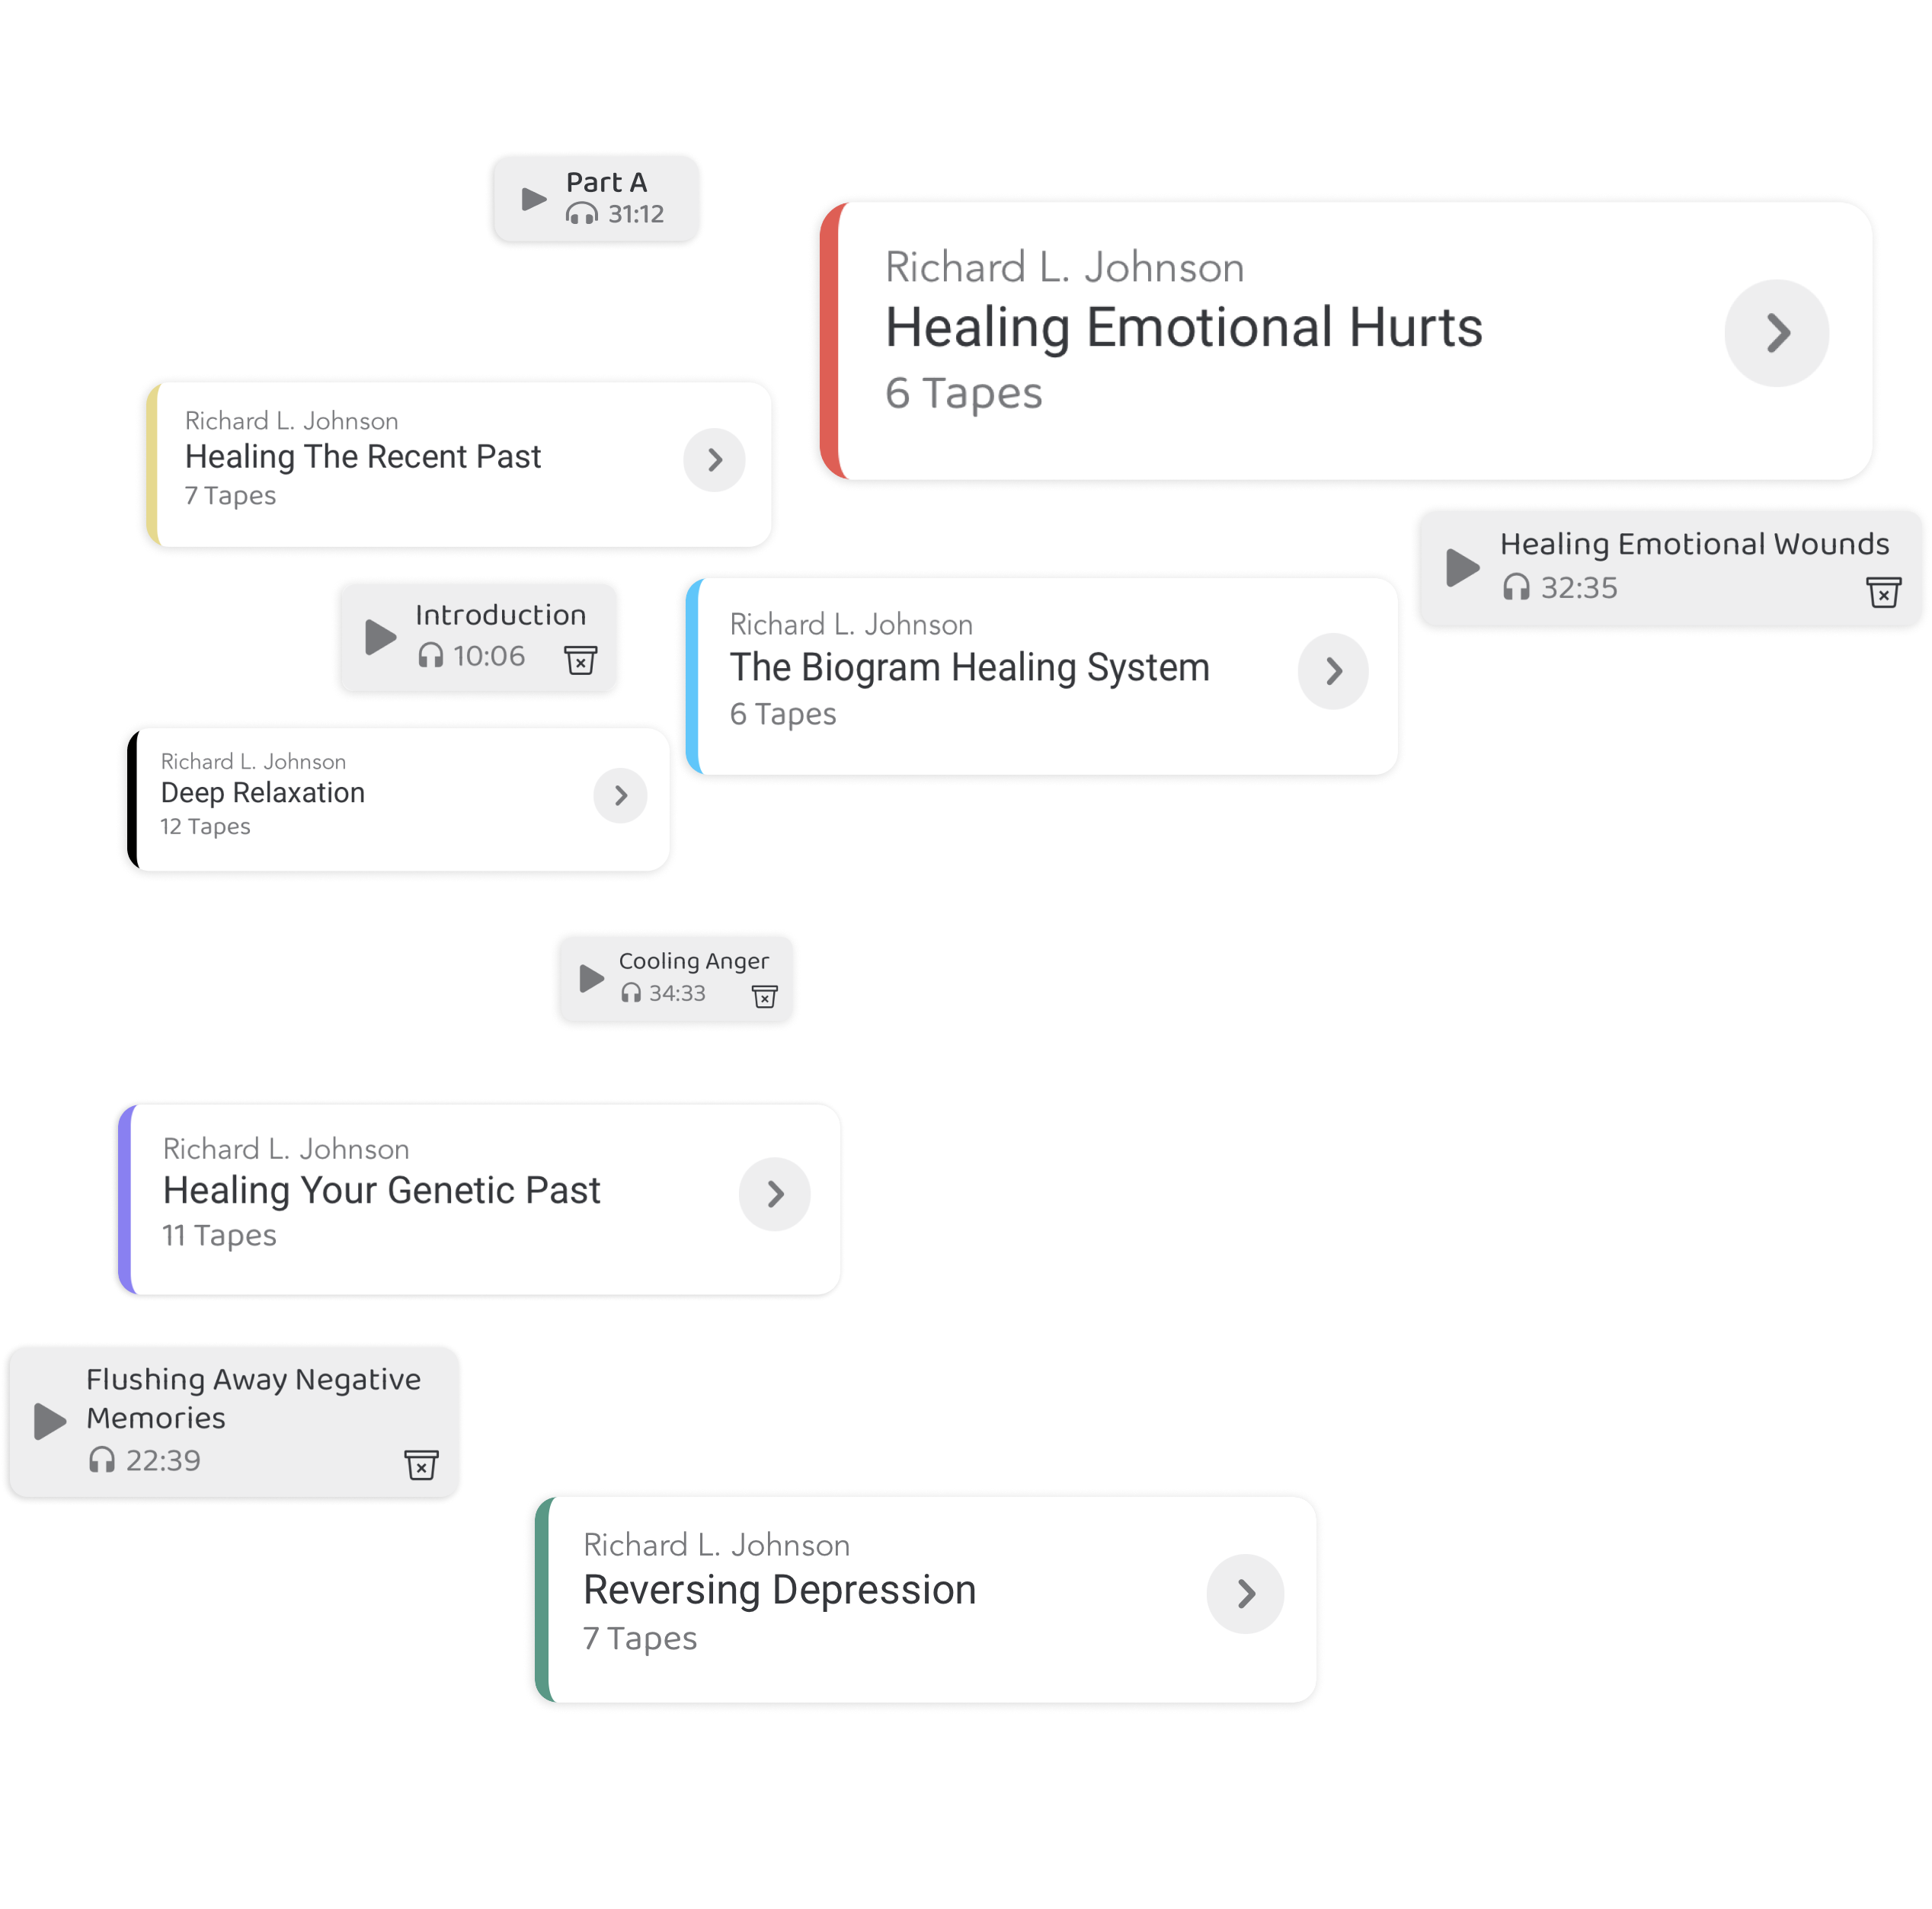 Part A
31:12
Richard L. Johnson
Healing Emotional Hurts
6 Tapes
Richard L. Johnson
Healing The Recent Past
7 Tapes
Healing Emotional Wounds
32:35
Introduction
10:06
Richard L. Johnson
The Biogram Healing System
6 Tapes
Richard L. Johnson
Deep Relaxation
12 Tapes
Cooling Anger
34:33
Richard L. Johnson
Healing Your Genetic Past
11 Tapes
Flushing Away Negative
Memories
22:39
Richard L. Johnson
Reversing Depression
7 Tapes